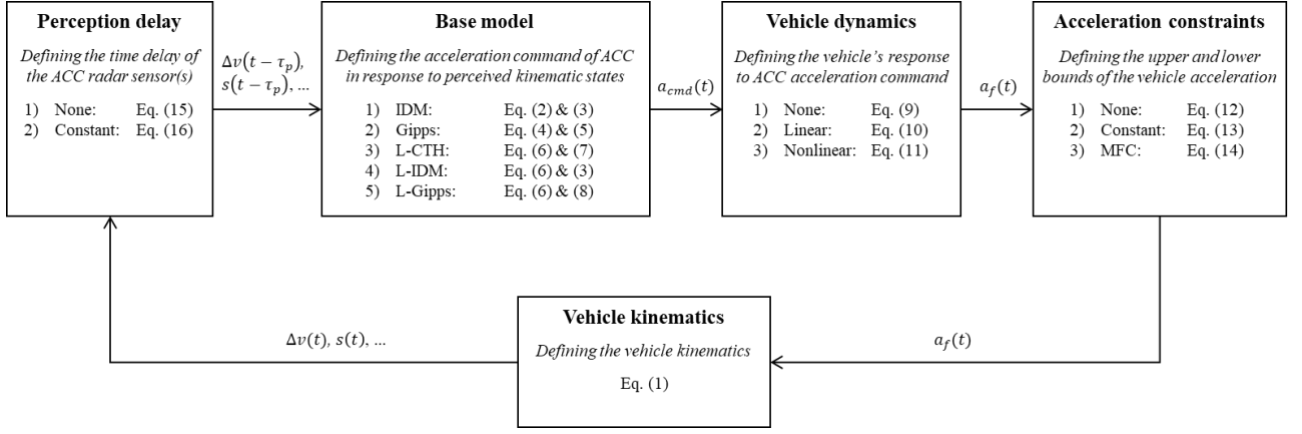 Perception delay
Defining the time delay of
the ACC radar sensor(s)
1) None: Eq. (15)
2) Constant: Eq. (16)
Δv(t − τₚ),
s(t − τₚ), ...
Base model
Defining the acceleration command of ACC
in response to perceived kinematic states
1) IDM: Eq. (2) & (3)
2) Gipps: Eq. (4) & (5)
3) L-CTH: Eq. (6) & (7)
4) L-IDM: Eq. (6) & (3)
5) L-Gipps: Eq. (6) & (8)
a_cmd(t)
Vehicle dynamics
Defining the vehicle's response
to ACC acceleration command
1) None: Eq. (9)
2) Linear: Eq. (10)
3) Nonlinear: Eq. (11)
a_f(t)
Acceleration constraints
Defining the upper and lower
bounds of the vehicle acceleration
1) None: Eq. (12)
2) Constant: Eq. (13)
3) MFC: Eq. (14)
Δv(t), s(t), ...
Vehicle kinematics
Defining the vehicle kinematics
Eq. (1)
a_f(t)